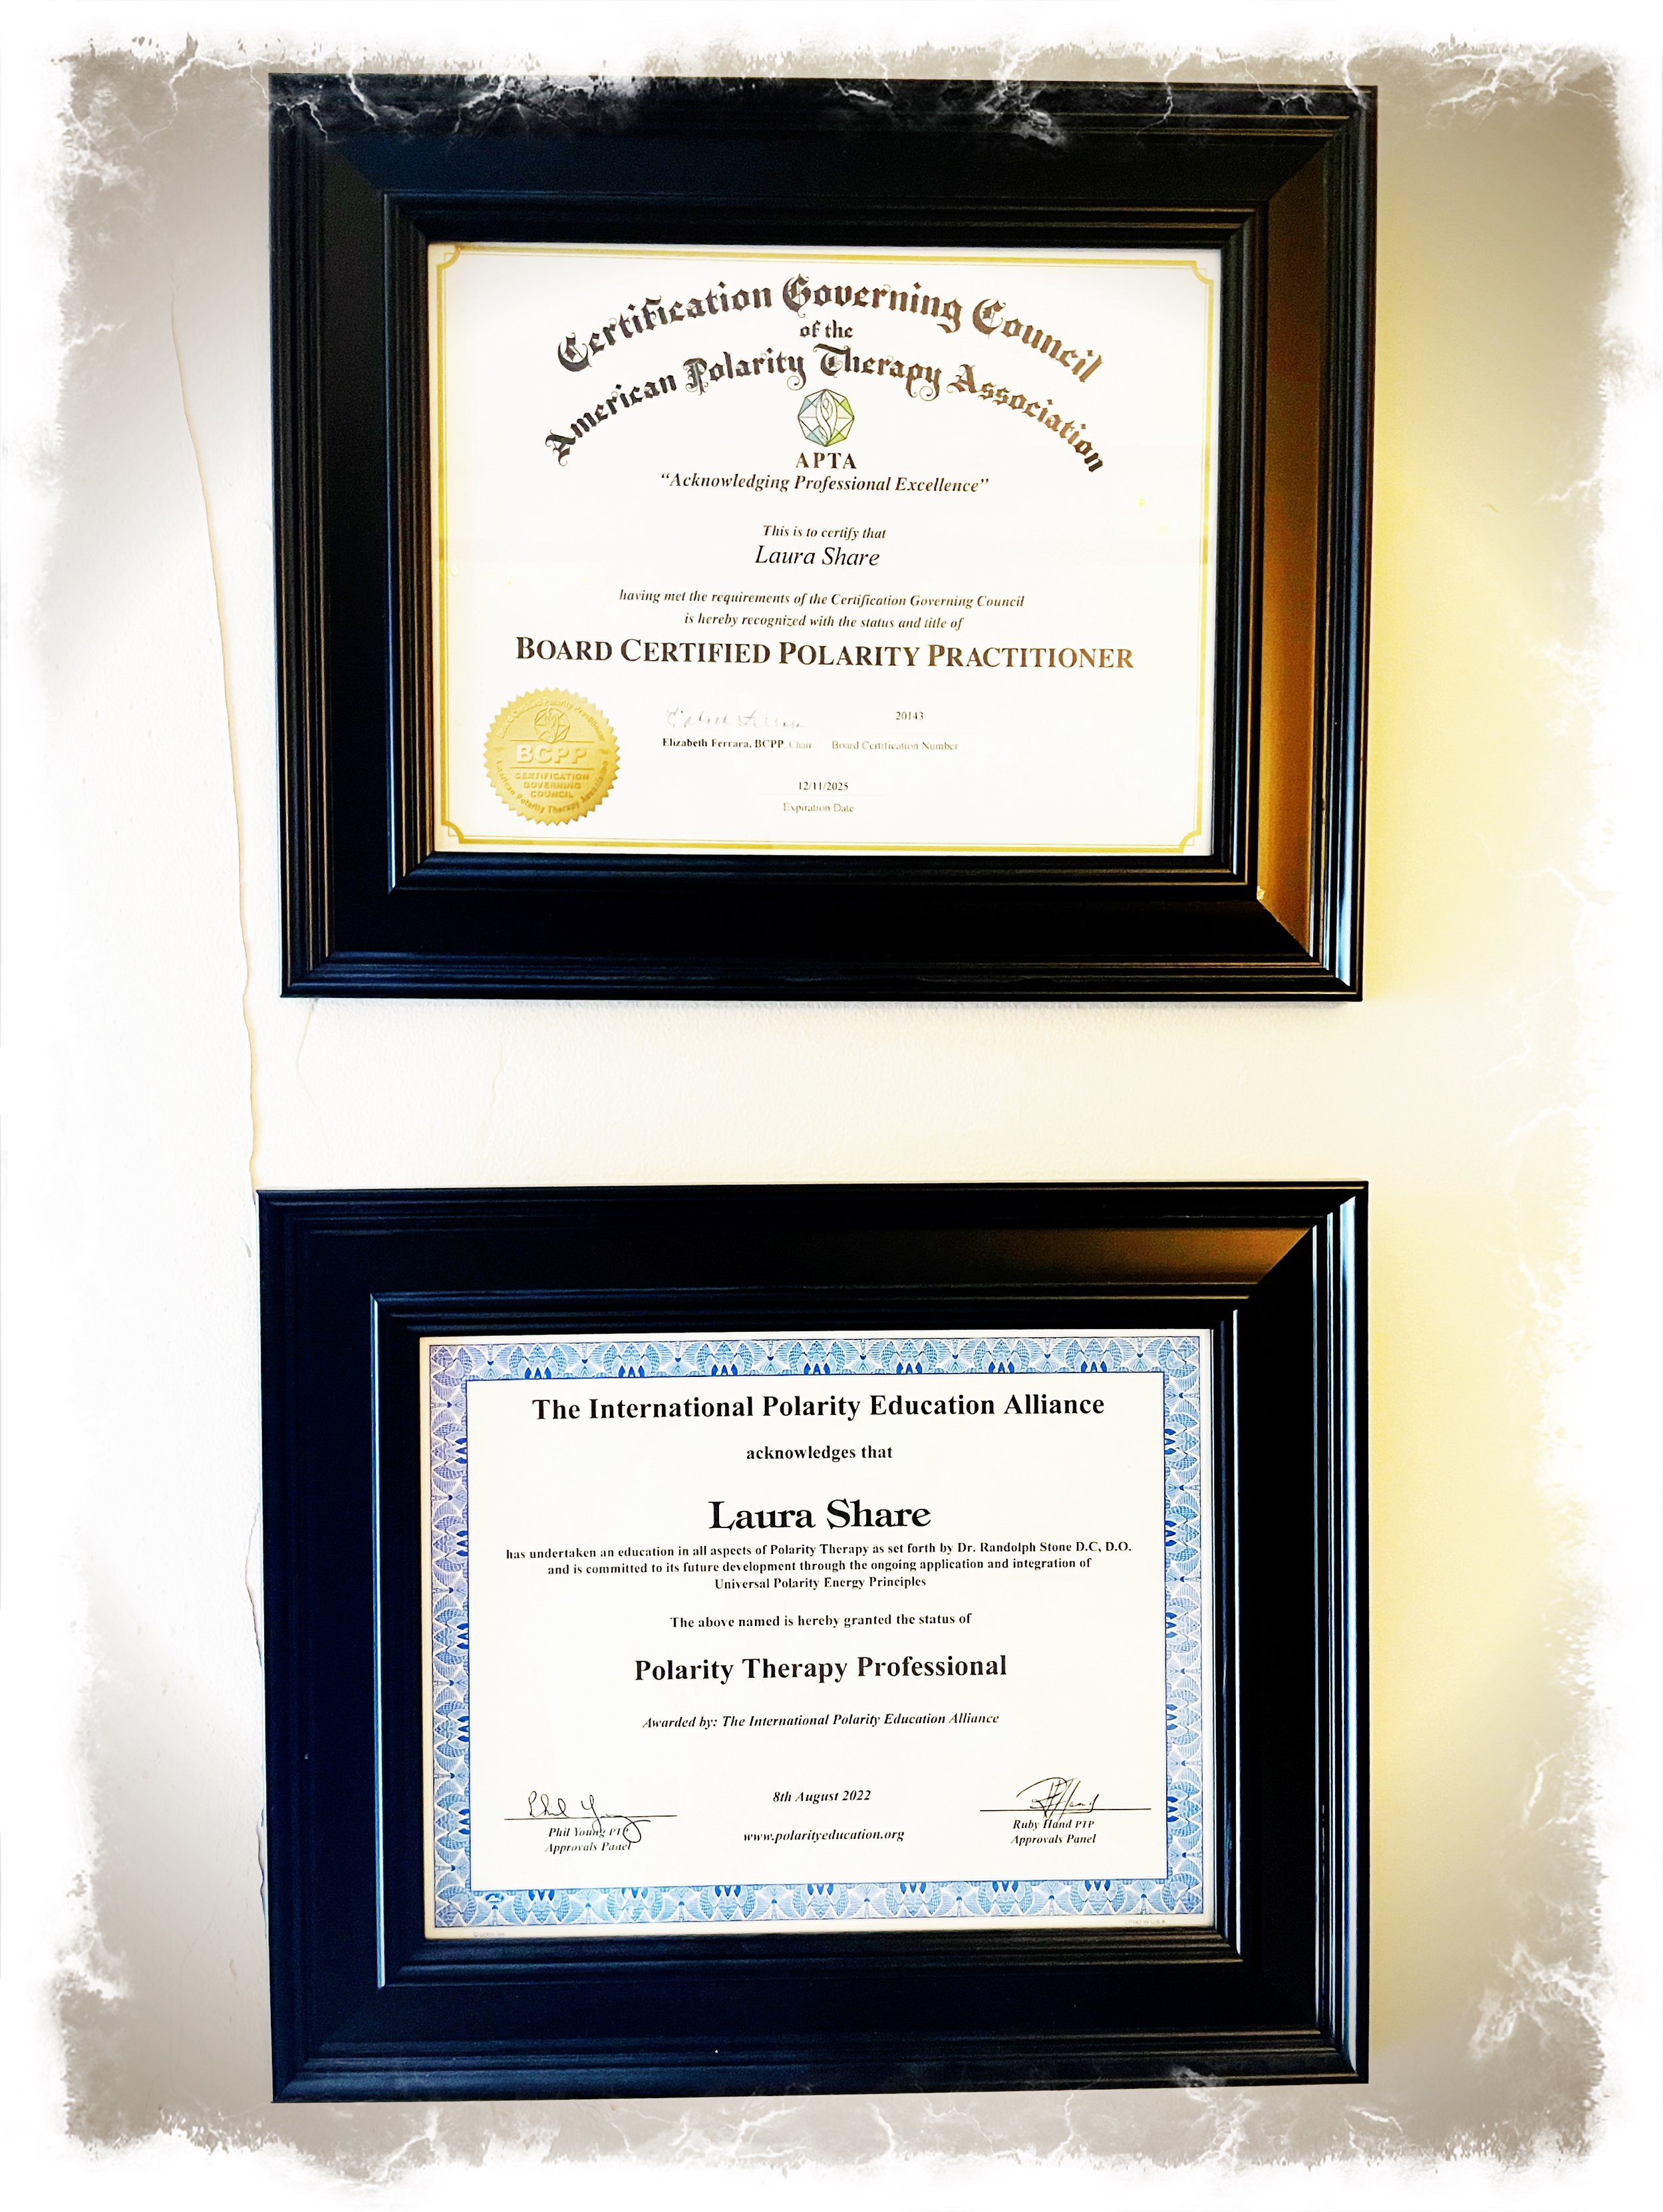 Certification Governing Council
of the
American Polarity Therapy Association
APTA
“Acknowledging Professional Excellence”
This is to certify that
Laura Share
having met the requirements of the Certification Governing Council
is hereby recognized with the status and title of
BOARD CERTIFIED POLARITY PRACTITIONER
20143
Elizabeth Ferrara, BCPP, Chair Board Certification Number
12/11/2025
Expiration Date
BCPP
CERTIFICATION
GOVERNING
COUNCIL
Polarity Therapy
The International Polarity Education Alliance
acknowledges that
Laura Share
has undertaken an education in all aspects of Polarity Therapy as set forth by Dr. Randolph Stone D.C, D.O.
and is committed to its future development through the ongoing application and integration of
Universal Polarity Energy Principles
The above named is hereby granted the status of
Polarity Therapy Professional
Awarded by: The International Polarity Education Alliance
Phil Young PTP
Approvals Panel
8th August 2022
www.polarityeducation.org
Ruby Hand PTP
Approvals Panel